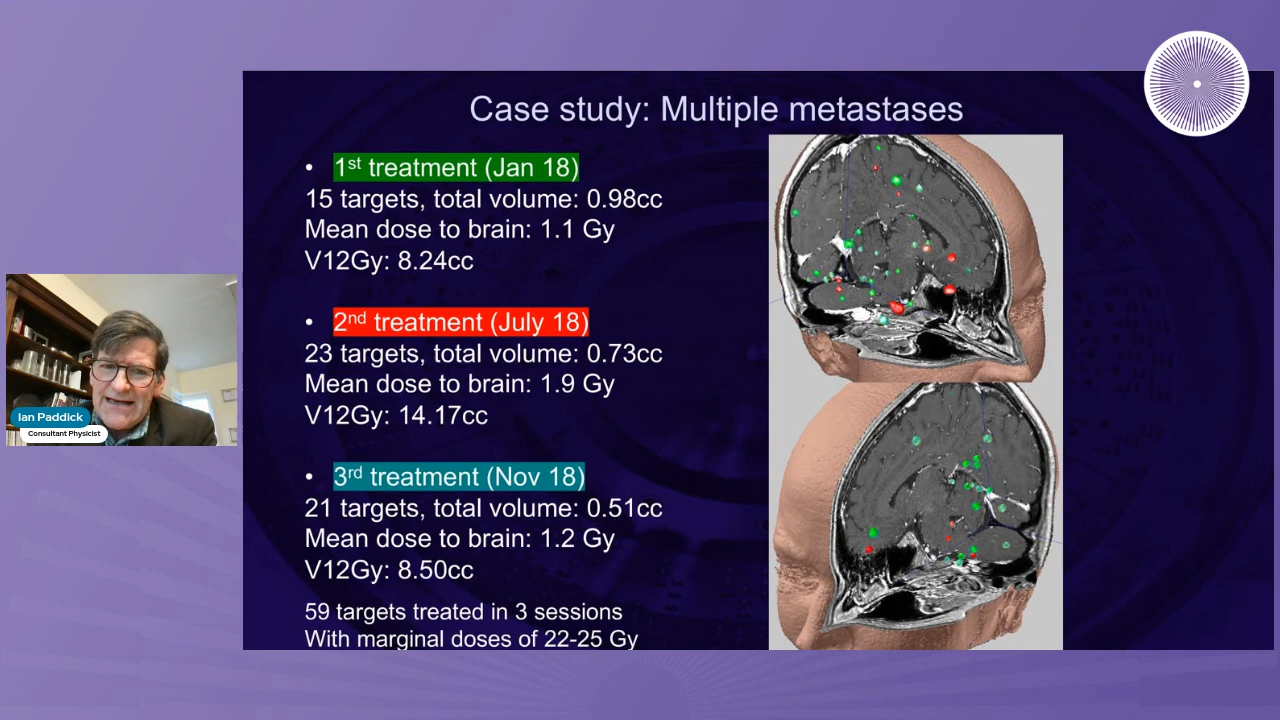 Case study: Multiple metastases
• 1st treatment (Jan 18)
15 targets, total volume: 0.98cc
Mean dose to brain: 1.1 Gy
V12Gy: 8.24cc
• 2nd treatment (July 18)
23 targets, total volume: 0.73cc
Mean dose to brain: 1.9 Gy
V12Gy: 14.17cc
• 3rd treatment (Nov 18)
21 targets, total volume: 0.51cc
Mean dose to brain: 1.2 Gy
V12Gy: 8.50cc
59 targets treated in 3 sessions
With marginal doses of 22-25 Gy
Ian Paddick
Consultant Physicist